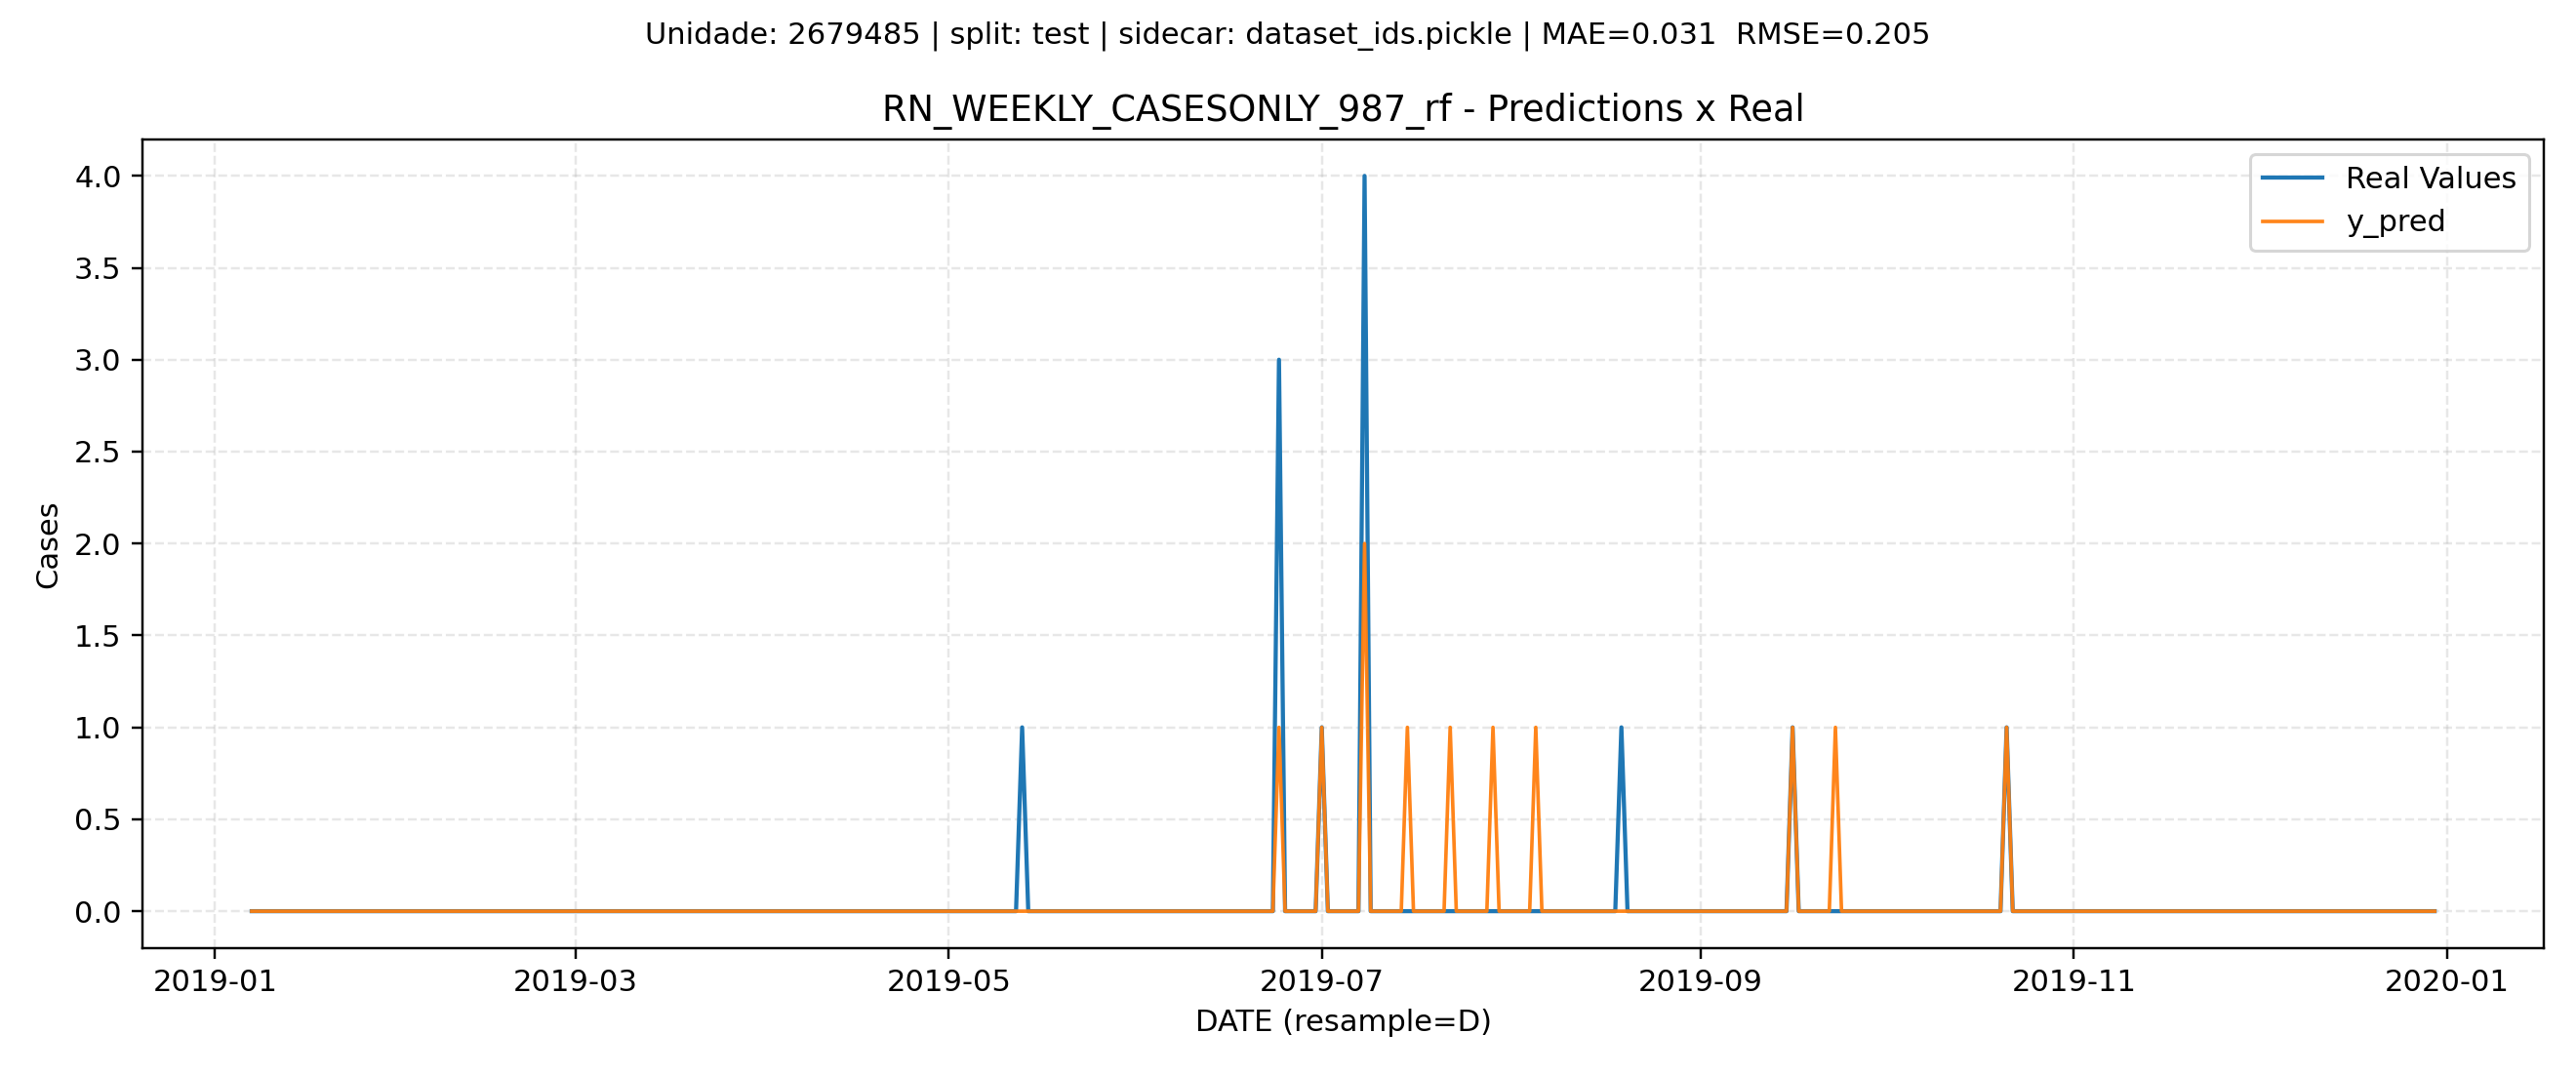 Unidade: 2679485 | split: test | sidecar: dataset_ids.pickle | MAE=0.031  RMSE=0.205
RN_WEEKLY_CASESONLY_987_rf - Predictions x Real
Real Values
y_pred
4.0
3.5
3.0
2.5
2.0
1.5
1.0
0.5
0.0
Cases
2019-01 2019-03 2019-05 2019-07 2019-09 2019-11 2020-01
DATE (resample=D)